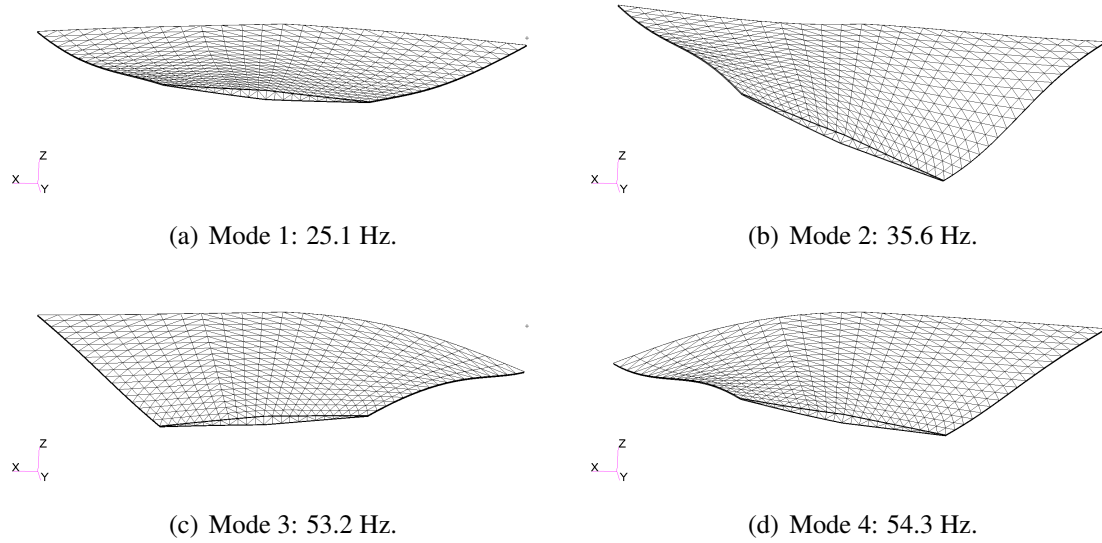 Z
X
Y
(a) Mode 1: 25.1 Hz.
Z
X
Y
(b) Mode 2: 35.6 Hz.
Z
X
Y
(c) Mode 3: 53.2 Hz.
Z
X
Y
(d) Mode 4: 54.3 Hz.